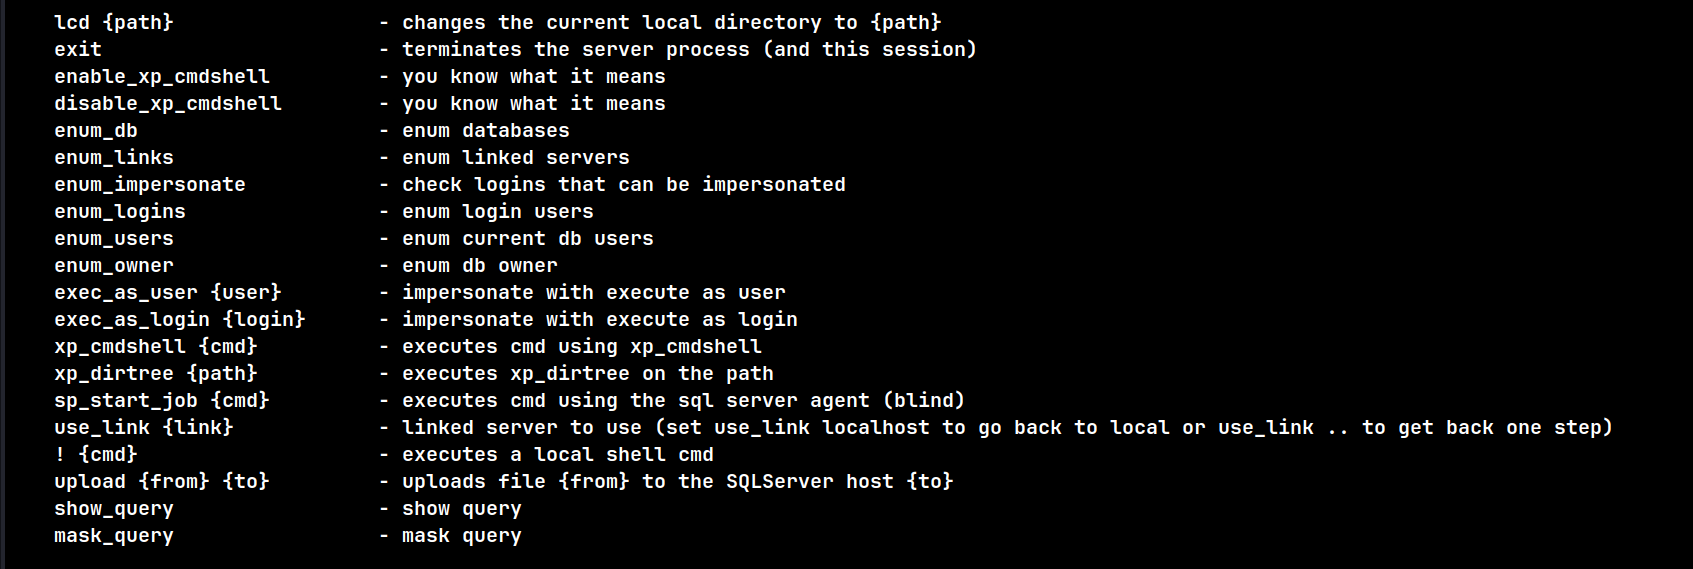 lcd {path} - changes the current local directory to {path}
exit - terminates the server process (and this session)
enable_xp_cmdshell - you know what it means
disable_xp_cmdshell - you know what it means
enum_db - enum databases
enum_links - enum linked servers
enum_impersonate - check logins that can be impersonated
enum_logins - enum login users
enum_users - enum current db users
enum_owner - enum db owner
exec_as_user {user} - impersonate with execute as user
exec_as_login {login} - impersonate with execute as login
xp_cmdshell {cmd} - executes cmd using xp_cmdshell
xp_dirtree {path} - executes xp_dirtree on the path
sp_start_job {cmd} - executes cmd using the sql server agent (blind)
use_link {link} - linked server to use (set use_link localhost to go back to local or use_link .. to get back one step)
! {cmd} - executes a local shell cmd
upload {from} {to} - uploads file {from} to the SQLServer host {to}
show_query - show query
mask_query - mask query